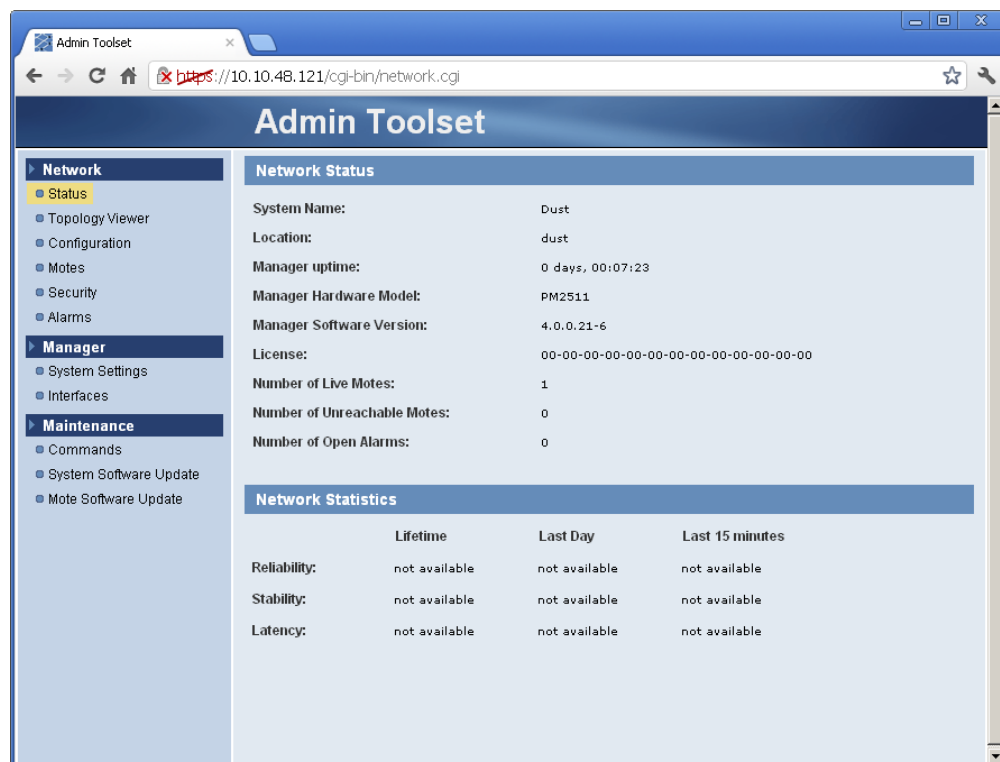 Admin Toolset
https://10.10.48.121/cgi-bin/network.cgi
Admin Toolset
Network
Status
Topology Viewer
Configuration
Motes
Security
Alarms
Manager
System Settings
Interfaces
Maintenance
Commands
System Software Update
Mote Software Update
Network Status
System Name: Dust
Location: dust
Manager uptime: 0 days, 00:07:23
Manager Hardware Model: PM2511
Manager Software Version: 4.0.0.21-6
License: 00-00-00-00-00-00-00-00-00-00-00-00-00
Number of Live Motes: 1
Number of Unreachable Motes: 0
Number of Open Alarms: 0
Network Statistics
Lifetime Last Day Last 15 minutes
Reliability: not available not available not available
Stability: not available not available not available
Latency: not available not available not available